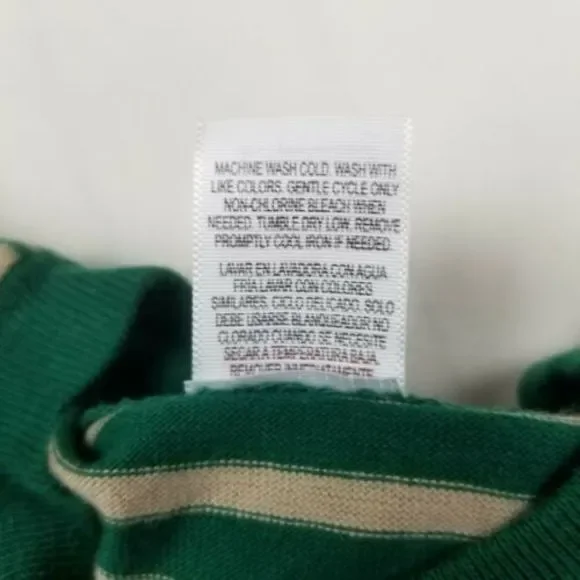 MACHINE WASH COLD. WASH WITH
LIKE COLORS. GENTLE CYCLE ONLY
NON-CHLORINE BLEACH WHEN
NEEDED. TUMBLE DRY LOW. REMOVE
PROMPTLY COOL IRON IF NEEDED.
LAVAR EN LAVADORA CON AGUA
FRIA LAVAR CON COLORES
SIMILARES. CICLO DELICADO. SOLO
DEBE USARSE BLANQUEADOR NO
CLORADO CUANDO SE NECESITE
SECAR A TEMPERATURA BAJA.
REMOVER INMEDIATAMENTE.